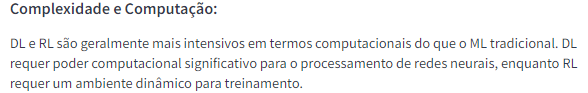 Complexidade e Computação:
DL e RL são geralmente mais intensivos em termos computacionais do que o ML tradicional. DL
requer poder computacional significativo para o processamento de redes neurais, enquanto RL
requer um ambiente dinâmico para treinamento.